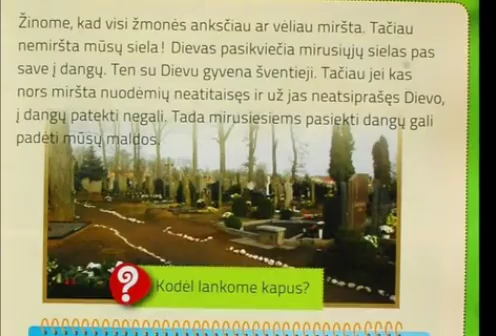 Žinome, kad visi žmonės anksčiau ar vėliau miršta. Tačiau
nemiršta mūsų siela! Dievas pasikviečia mirusiųjų sielas pas
save į dangų. Ten su Dievu gyvena šventieji. Tačiau jei kas
nors miršta nuodėmių neatitaisęs ir už jas neatsiprašęs Dievo,
į dangų patekti negali. Tada mirusiesiems pasiekti dangų gali
padėti mūsų maldos.
Kodėl lankome kapus?